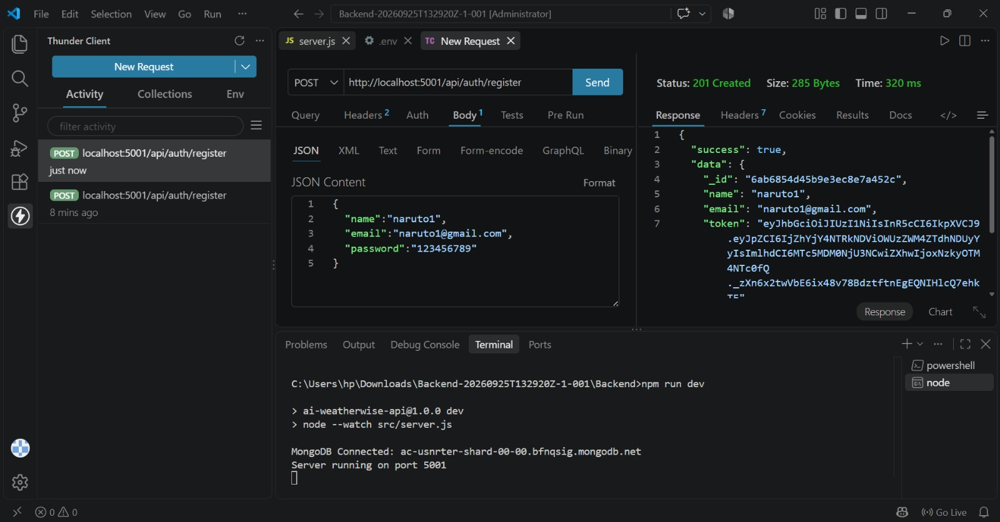 File Edit Selection View Go Run ···
Backend-20260925T132920Z-1-001 [Administrator]
Thunder Client
New Request
Activity Collections Env
filter activity
POST localhost:5001/api/auth/register
just now
POST localhost:5001/api/auth/register
8 mins ago
JS server.js
.env
TC New Request
POST http://localhost:5001/api/auth/register Send
Query Headers 2 Auth Body 1 Tests Pre Run
JSON XML Text Form Form-encode GraphQL Binary
JSON Content Format
1 {
2 "name":"naruto1",
3 "email":"naruto1@gmail.com",
4 "password":"123456789"
5 }
Status: 201 Created Size: 285 Bytes Time: 320 ms
Response Headers 7 Cookies Results Docs </>
1 {
2 "success": true,
3 "data": {
4 "_id": "6ab6854d45b9e3ec8e7a452c",
5 "name": "naruto1",
6 "email": "naruto1@gmail.com",
7 "token": "eyJhbGciOiJIUzI1NiIsInR5cCI6IkpXVCJ9
.eyJpZCI6IjZhYjY4NTRkNDViOWUzZWM4ZTdhNDUyY
yIsImlhdCI6MTc5MDM0NjU3NCwiZXhwIjoxNzkyOTM
4NTc0fQ
._zXn6x2twVbE6ix48v78BdztftnEgEQNIHlcQ7ehk
Response Chart
Problems Output Debug Console Terminal Ports
C:\Users\hp\Downloads\Backend-20260925T132920Z-1-001\Backend>npm run dev
> ai-weatherwise-api@1.0.0 dev
> node --watch src/server.js
MongoDB Connected: ac-usnrter-shard-00-00.bfnqsig.mongodb.net
Server running on port 5001
powershell
node
0 0
Go Live